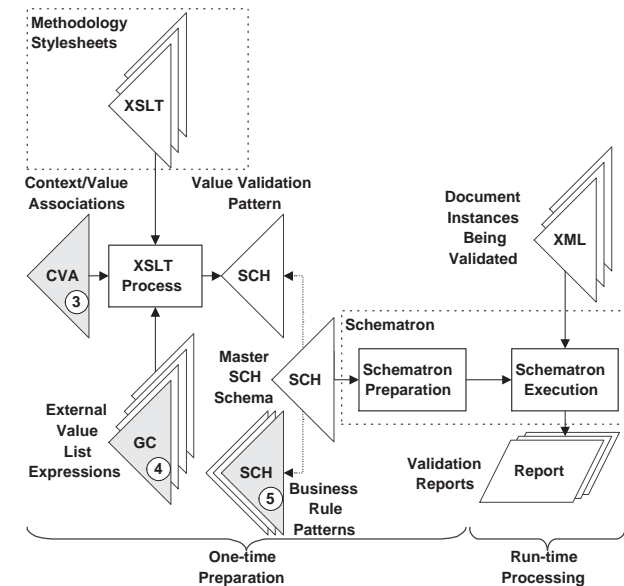 Methodology
Stylesheets
XSLT
Context/Value
Associations
Value Validation
Pattern
CVA
3
XSLT
Process
SCH
Document
Instances
Being
Validated
XML
Schematron
Master
SCH
Schema
SCH
Schematron
Preparation
Schematron
Execution
External
Value
List
Expressions
GC
4
SCH
5
Business
Rule
Patterns
Validation
Reports
Report
One-time
Preparation
Run-time
Processing